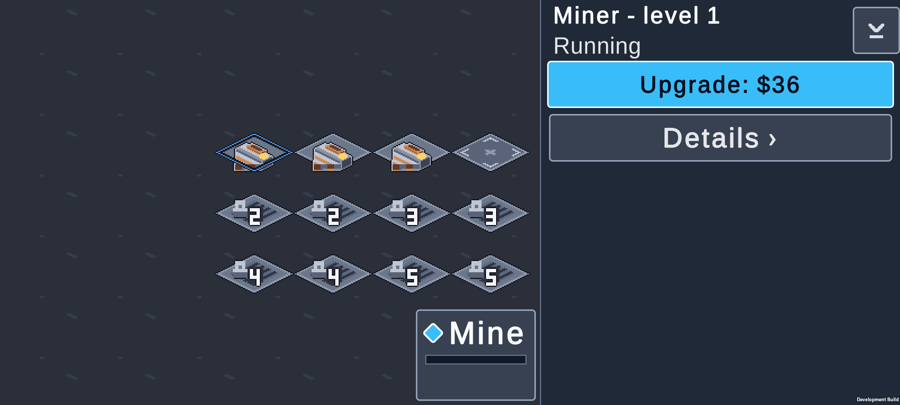 Miner - level 1
Running
Upgrade: $36
Details ›
2 2 3 3
4 4 5 5
Mine
Development Build